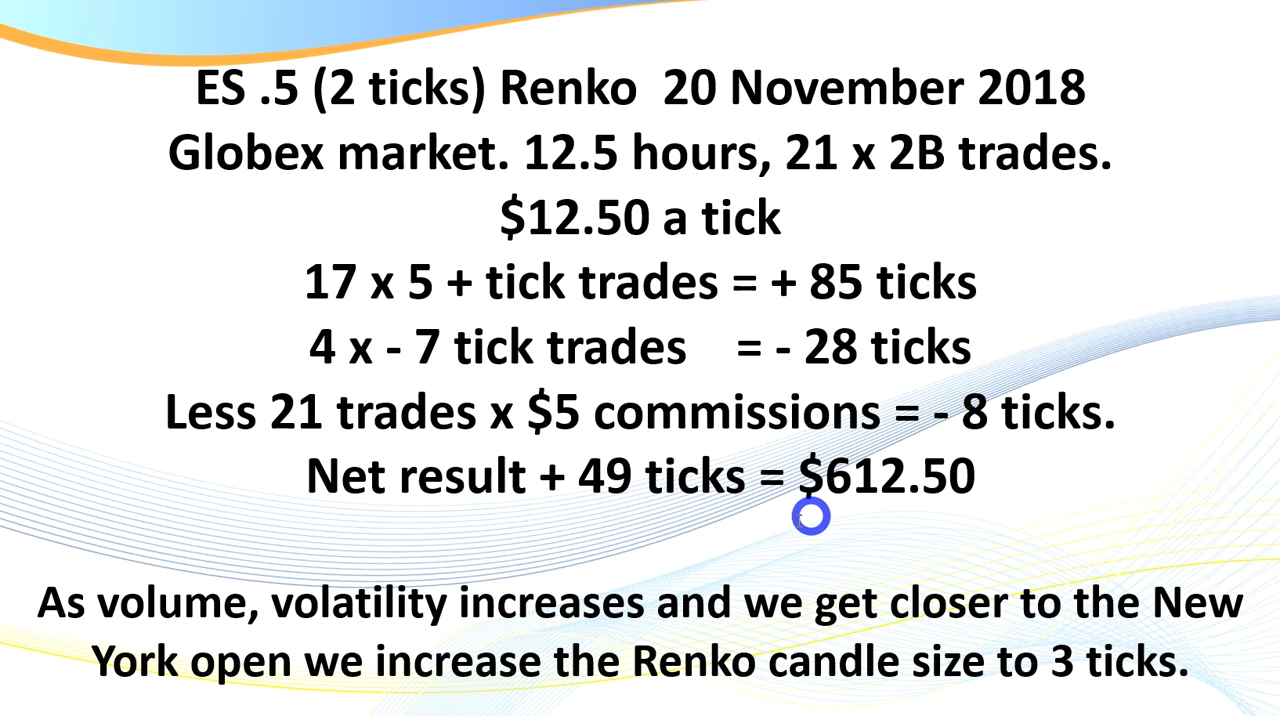 ES .5 (2 ticks) Renko  20 November 2018
Globex market. 12.5 hours, 21 x 2B trades.
$12.50 a tick
17 x 5 + tick trades = + 85 ticks
4 x - 7 tick trades    = - 28 ticks
Less 21 trades x $5 commissions = - 8 ticks.
Net result + 49 ticks = $612.50
As volume, volatility increases and we get closer to the New
York open we increase the Renko candle size to 3 ticks.